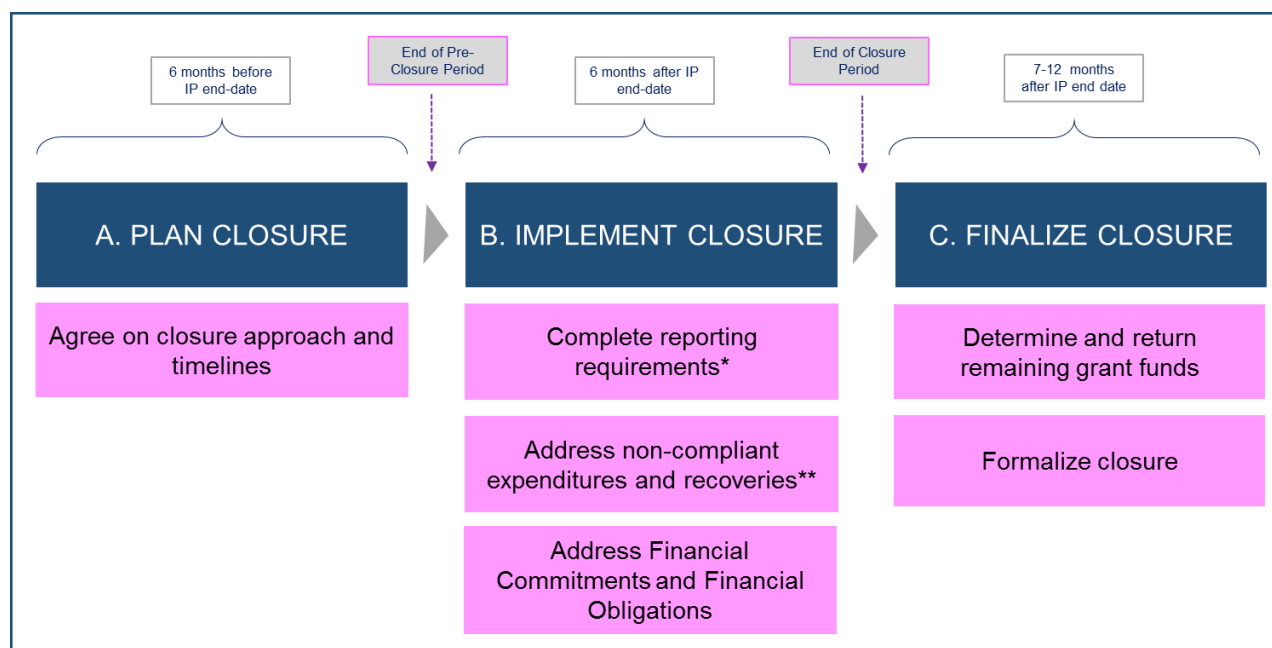 6 months before
IP end-date
End of Pre-
Closure Period
6 months after IP
end-date
End of Closure
Period
7-12 months
after IP end date
A. PLAN CLOSURE
B. IMPLEMENT CLOSURE
C. FINALIZE CLOSURE
Agree on closure approach and
timelines
Complete reporting
requirements*
Address non-compliant
expenditures and recoveries**
Address Financial
Commitments and Financial
Obligations
Determine and return
remaining grant funds
Formalize closure